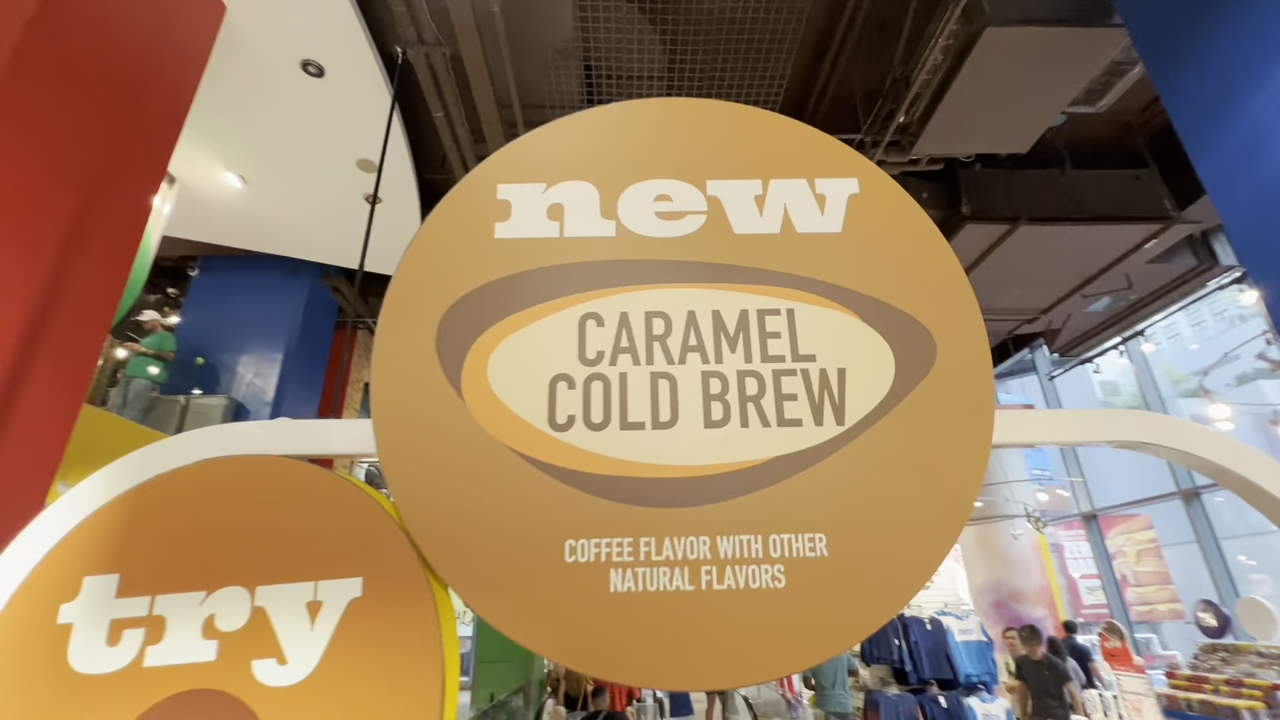 new
CARAMEL
COLD BREW
COFFEE FLAVOR WITH OTHER
NATURAL FLAVORS
try